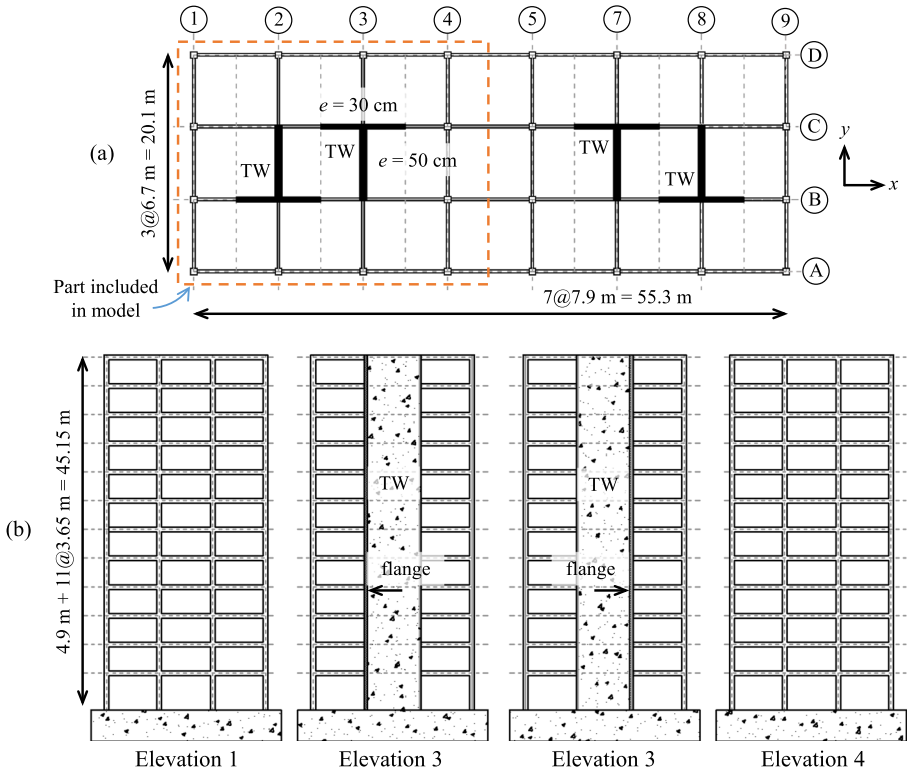 1 2 3 4 5 7 8 9
(a)
D
C
B
A
e = 30 cm
TW
TW
e = 50 cm
TW
TW
y
x
3@6.7 m = 20.1 m
Part included
in model
7@7.9 m = 55.3 m
(b)
4.9 m + 11@3.65 m = 45.15 m
TW
TW
flange
flange
Elevation 1
Elevation 3
Elevation 3
Elevation 4